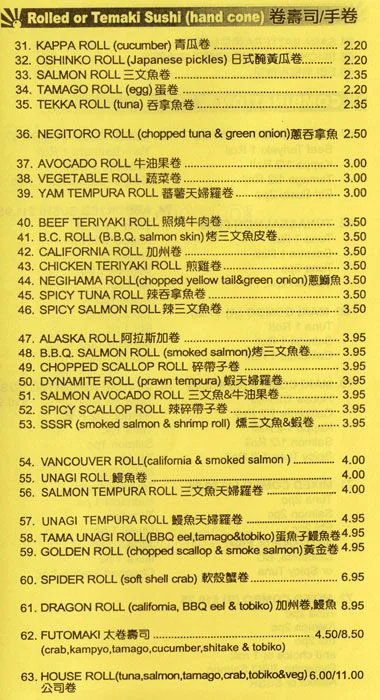 Rolled or Temaki Sushi (hand cone) 卷壽司/手卷
31. KAPPA ROLL (cucumber) 青瓜卷 2.20
32. OSHINKO ROLL (Japanese pickles) 日式醃黃瓜卷 2.20
33. SALMON ROLL 三文魚卷 2.35
34. TAMAGO ROLL (egg) 蛋卷 2.20
35. TEKKA ROLL (tuna) 吞拿魚卷 2.35
36. NEGITORO ROLL (chopped tuna & green onion)蔥吞拿魚 2.50
37. AVOCADO ROLL 牛油果卷 3.00
38. VEGETABLE ROLL 蔬菜卷 3.00
39. YAM TEMPURA ROLL 蕃薯天婦羅卷 3.00
40. BEEF TERIYAKI ROLL 照燒牛肉卷 3.50
41. B.C. ROLL (B.B.Q. salmon skin) 烤三文魚皮卷 3.50
42. CALIFORNIA ROLL 加州卷 3.50
43. CHICKEN TERIYAKI ROLL 煎雞卷 3.50
44. NEGIHAMA ROLL(chopped yellow tail&green onion)蔥鰤魚 3.50
45. SPICY TUNA ROLL 辣吞拿魚卷 3.50
46. SPICY SALMON ROLL 辣三文魚卷 3.50
47. ALASKA ROLL 阿拉斯加卷 3.95
48. B.B.Q. SALMON ROLL (smoked salmon)烤三文魚卷 3.95
49. CHOPPED SCALLOP ROLL 碎帶子卷 3.95
50. DYNAMITE ROLL (prawn tempura) 蝦天婦羅卷 3.95
51. SALMON AVOCADO ROLL 三文魚&牛油果卷 3.95
52. SPICY SCALLOP ROLL 辣碎帶子卷 3.95
53. SSSR (smoked salmon & shrimp roll) 燻三文魚&蝦卷 3.95
54. VANCOUVER ROLL(california & smoked salmon ) 4.00
55. UNAGI ROLL 鰻魚卷 4.00
56. SALMON TEMPURA ROLL 三文魚天婦羅卷 4.00
57. UNAGI TEMPURA ROLL 鰻魚天婦羅卷 4.95
58. TAMA UNAGI ROLL(BBQ eel,tamago&tobiko)蛋魚子鰻魚卷 4.95
59. GOLDEN ROLL (chopped scallop & smoke salmon)黃金卷 4.95
60. SPIDER ROLL (soft shell crab) 軟殼蟹卷 6.95
61. DRAGON ROLL (california, BBQ eel & tobiko) 加州卷,鰻魚 8.95
62. FUTOMAKI 太卷壽司 4.50/8.50
(crab,kampyo,tamago,cucumber,shitake & tobiko)
63. HOUSE ROLL(tuna,salmon,tamago,crab,tobiko&veg) 6.00/11.00
公司卷